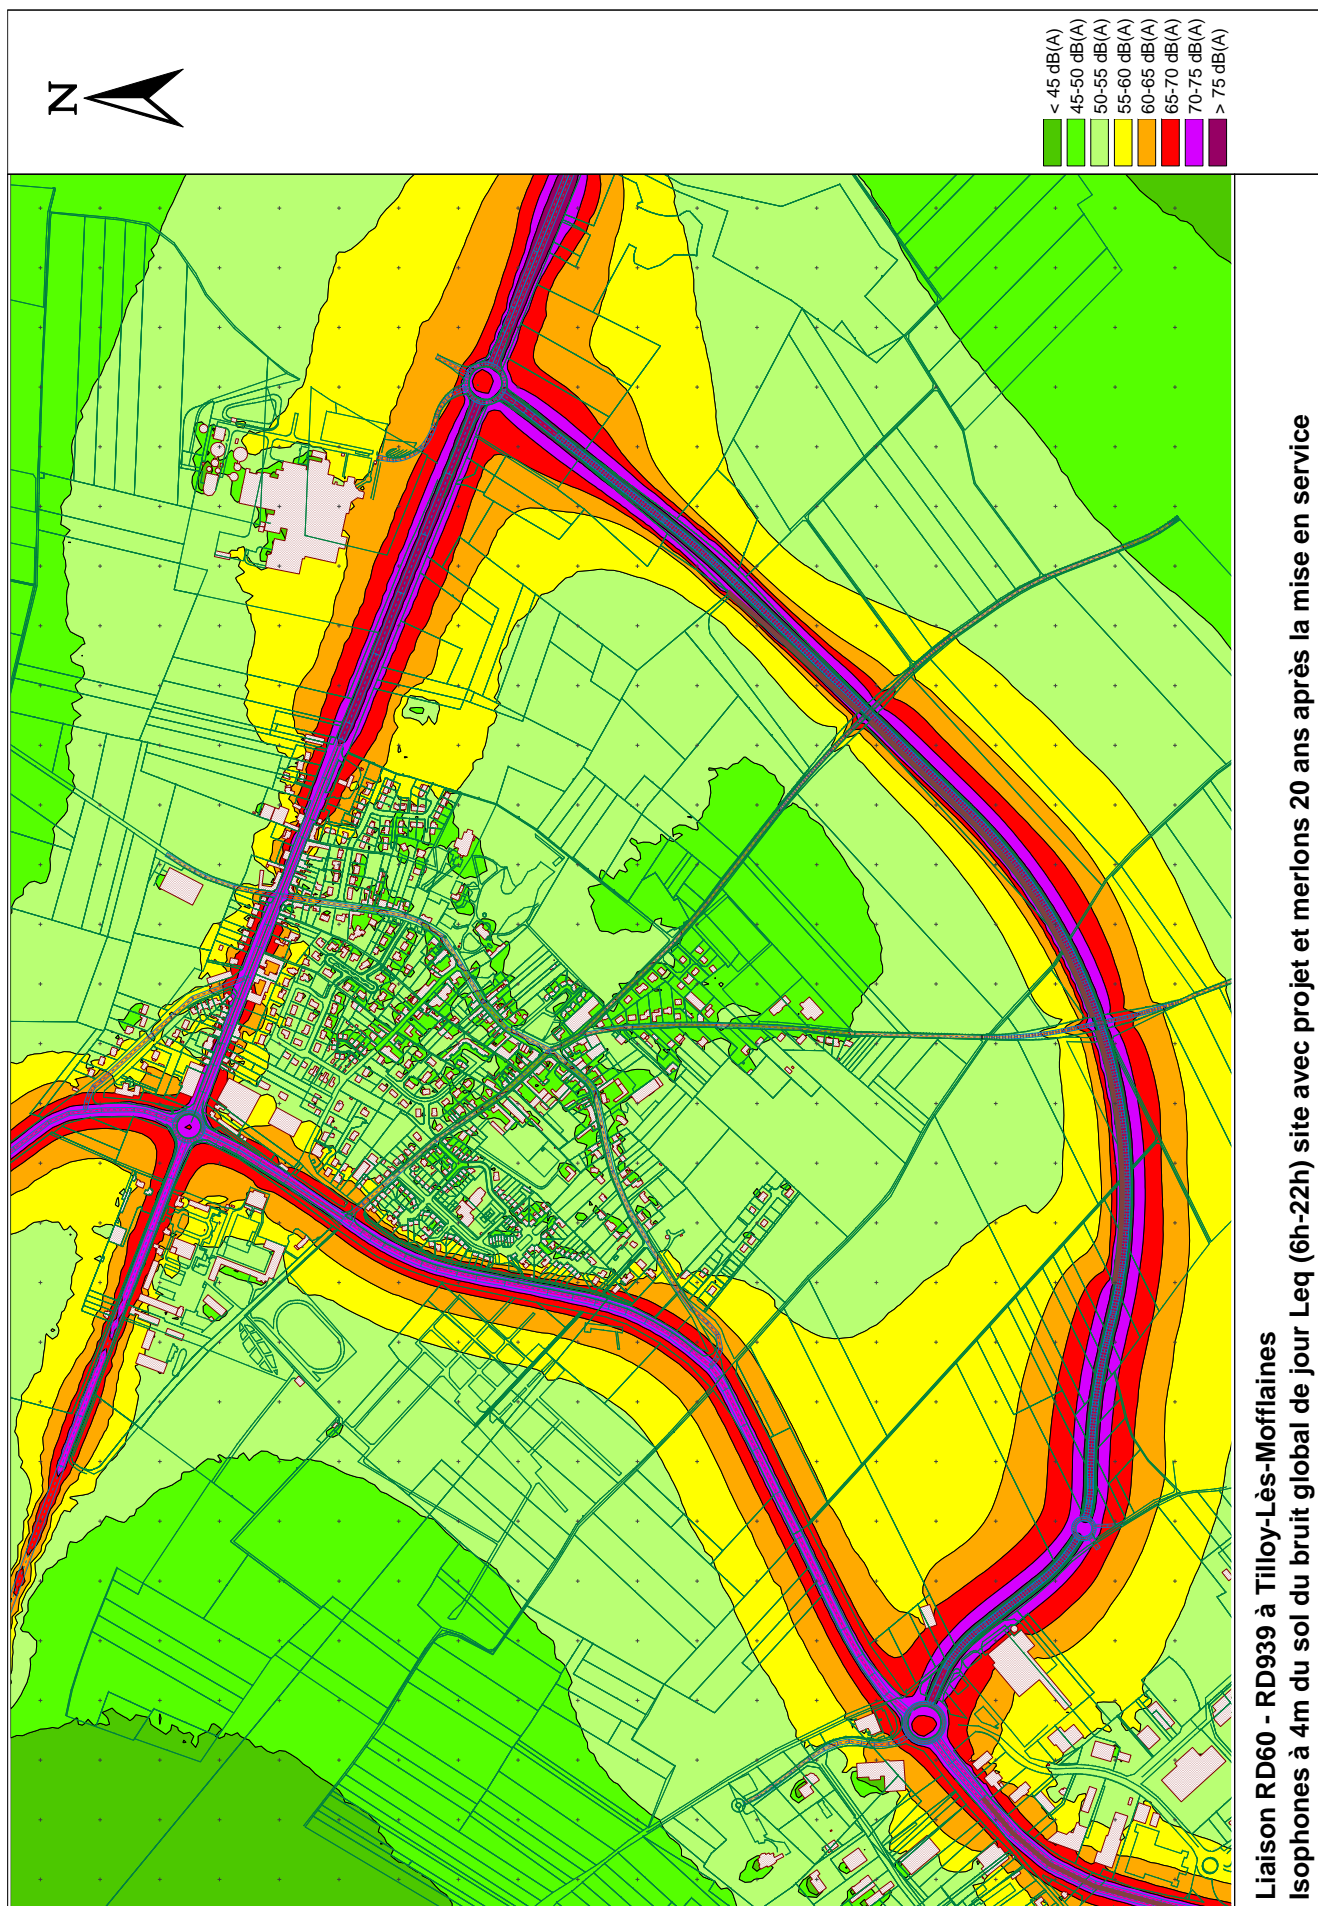 N
< 45 dB(A)
45-50 dB(A)
50-55 dB(A)
55-60 dB(A)
60-65 dB(A)
65-70 dB(A)
70-75 dB(A)
> 75 dB(A)
Liaison RD60 - RD939 à Tilloy-Lès-Mofflaines
Isophones à 4m du sol du bruit global de jour Leq (6h-22h) site avec projet et merlons 20 ans après la mise en service